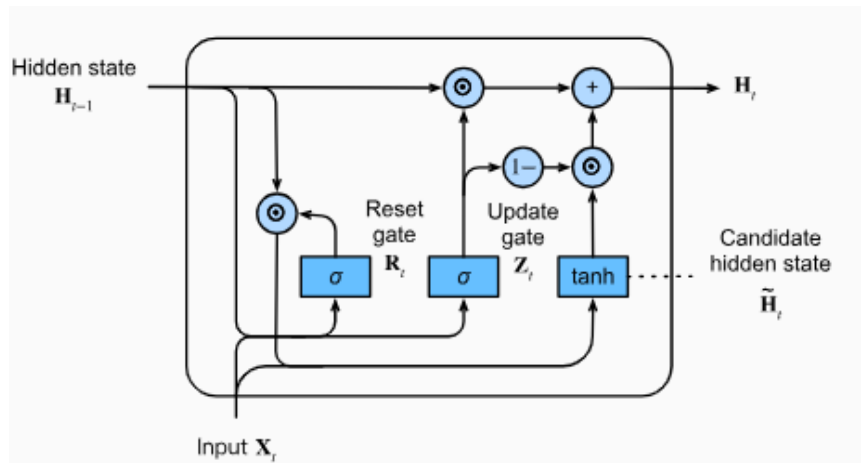 Hidden state
H_{t−1}
⊙
+
H_t
1−
⊙
⊙
Reset
gate
R_t
Update
gate
Z_t
σ
σ
tanh
Candidate
hidden state
H̃_t
Input X_t